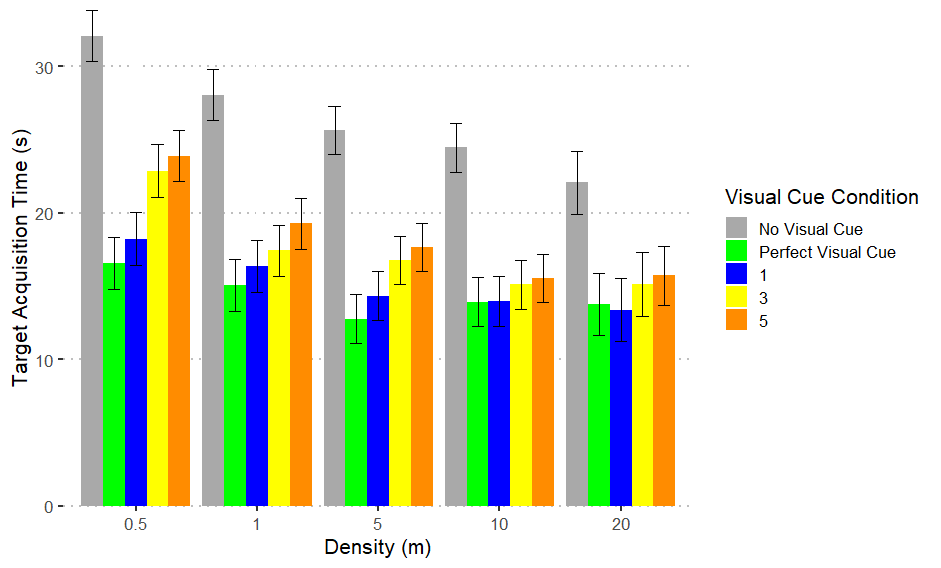 Target Acquisition Time (s)
30
20
10
0
0.5
1
5
10
20
Density (m)
Visual Cue Condition
No Visual Cue
Perfect Visual Cue
1
3
5